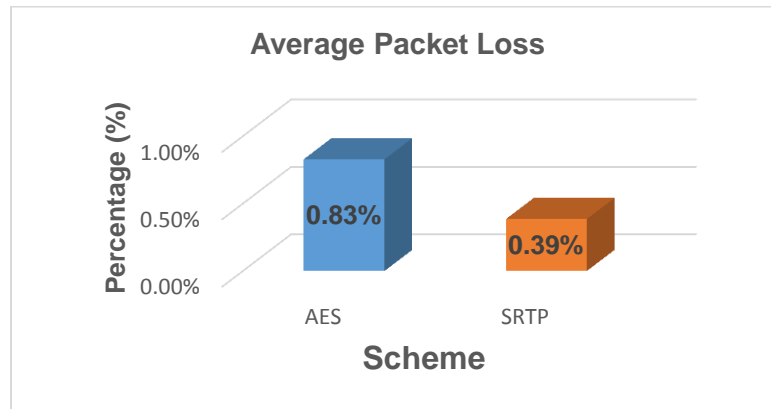 Average Packet Loss
Percentage (%)
1.00%
0.50%
0.00%
0.83%
0.39%
AES
SRTP
Scheme